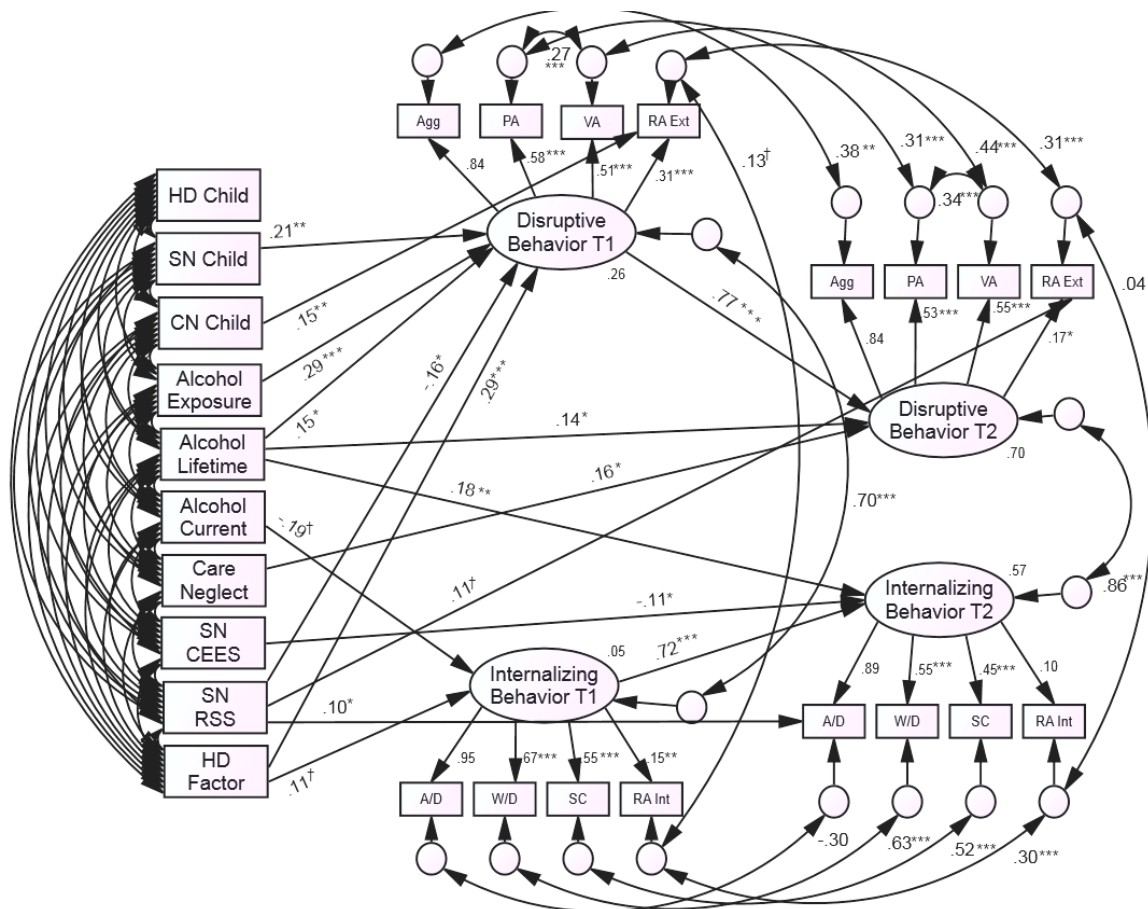 .27
***
Agg
PA
VA
RA Ext
.84
.58***
.51***
.31***
.13†
.38 **
.31***
.44***
.31***
.34***
HD Child
SN Child
CN Child
Alcohol
Exposure
Alcohol
Lifetime
Alcohol
Current
Care
Neglect
SN
CEES
SN
RSS
HD
Factor
.21**
Disruptive
Behavior T1
.26
Agg
PA
VA
RA Ext
.04
.15**
.29***
.15*
-.16*
.29***
.77***
.84
.53***
.55***
.17*
Disruptive
Behavior T2
.70
.14*
.16*
.18**
-.19†
.70***
.11†
-.11*
.72***
Internalizing
Behavior T2
.57
.86***
Internalizing
Behavior T1
.05
.10*
.11†
.89
.55***
.45***
.10
A/D
W/D
SC
RA Int
.95
.67***
.55***
.15**
A/D
W/D
SC
RA Int
-.30
.63***
.52***
.30***